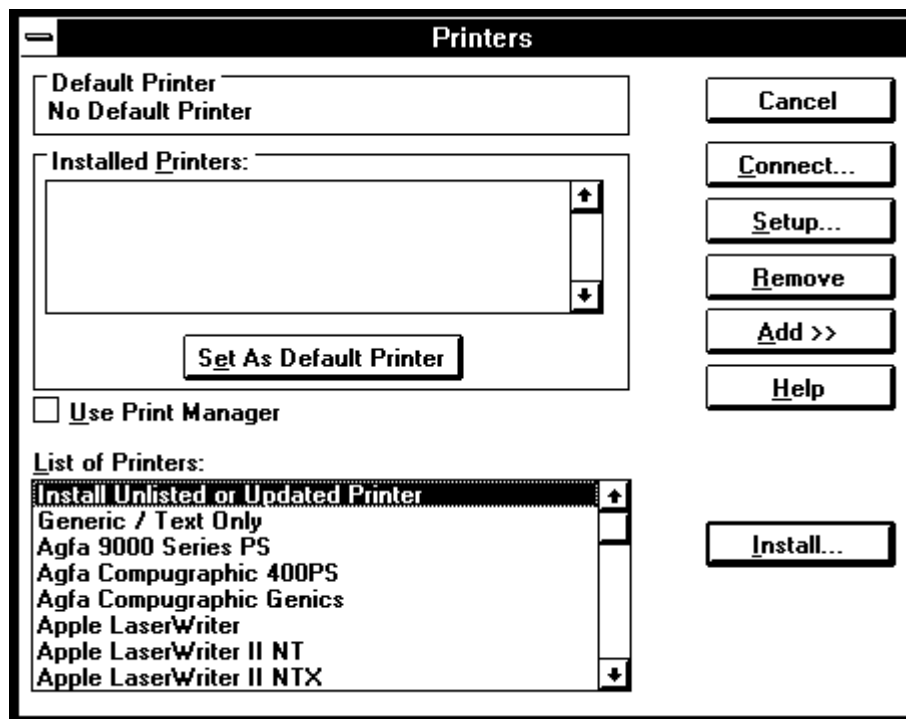 Printers
Default Printer
No Default Printer
Cancel
Installed Printers:
Connect...
Setup...
Remove
Add >>
Set As Default Printer
Help
Use Print Manager
List of Printers:
Install Unlisted or Updated Printer
Generic / Text Only
Agfa 9000 Series PS
Install...
Agfa Compugraphic 400PS
Agfa Compugraphic Genics
Apple LaserWriter
Apple LaserWriter II NT
Apple LaserWriter II NTX